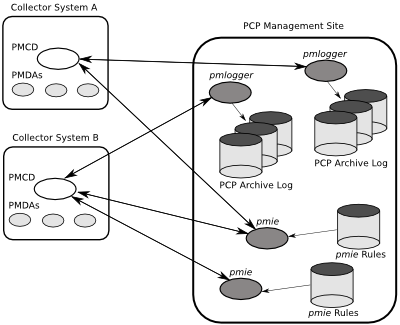 Collector System A
PMCD
PMDAs
Collector System B
PMCD
PMDAs
PCP Management Site
pmlogger
pmlogger
PCP Archive Log
PCP Archive Log
pmie
pmie Rules
pmie
pmie Rules